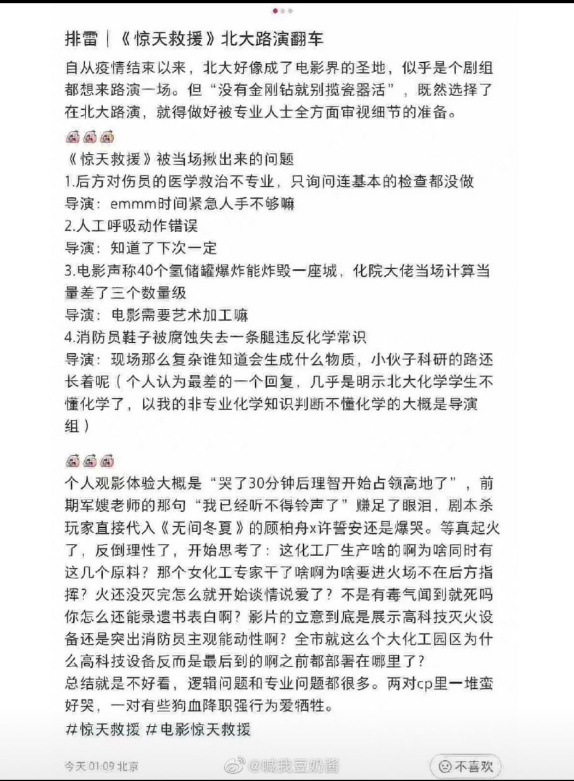 排雷｜《惊天救援》北大路演翻车
自从疫情结束以来，北大好像成了电影界的圣地，似乎是个剧组
都想来路演一场。但“没有金刚钻就别揽瓷器活”，既然选择了
在北大路演，就得做好被专业人士全方面审视细节的准备。
《惊天救援》被当场揪出来的问题
1.后方对伤员的医学救治不专业，只询问连基本的检查都没做
导演：emmm时间紧急人手不够嘛
2.人工呼吸动作错误
导演：知道了下次一定
3.电影声称40个氢储罐爆炸能炸毁一座城，化院大佬当场计算当
量差了三个数量级
导演：电影需要艺术加工嘛
4.消防员鞋子被腐蚀失去一条腿违反化学常识
导演：现场那么复杂谁知道会生成什么物质，小伙子科研的路还
长着呢（个人认为最差的一个回复，几乎是明示北大化学学生不
懂化学了，以我的非专业化学知识判断不懂化学的大概是导演
组）
个人观影体验大概是“哭了30分钟后理智开始占领高地了”，前
期军嫂老师的那句“我已经听不得铃声了”赚足了眼泪，剧本杀
玩家直接代入《无间冬夏》的顾柏舟x许誓安还是爆哭。等真起火
了，反倒理性了，开始思考了：这化工厂生产啥的啊为啥同时有
这几个原料？那个女化工专家干了啥啊为啥要进火场不在后方指
挥？火还没灭完怎么就开始谈情说爱了？不是有毒气闻到就死吗
你怎么还能录遗书表白啊？影片的立意到底是展示高科技灭火设
备还是突出消防员主观能动性啊？全市就这么个大化工园区为什
么高科技设备反而是最后到的啊之前都部署在哪里了？
总结就是不好看，逻辑问题和专业问题都很多。两对cp里一堆蛮
好哭，一对有些狗血降职强行为爱牺牲。
#惊天救援 #电影惊天救援
今天 01:09 北京
@喊我豆奶酱
不喜欢